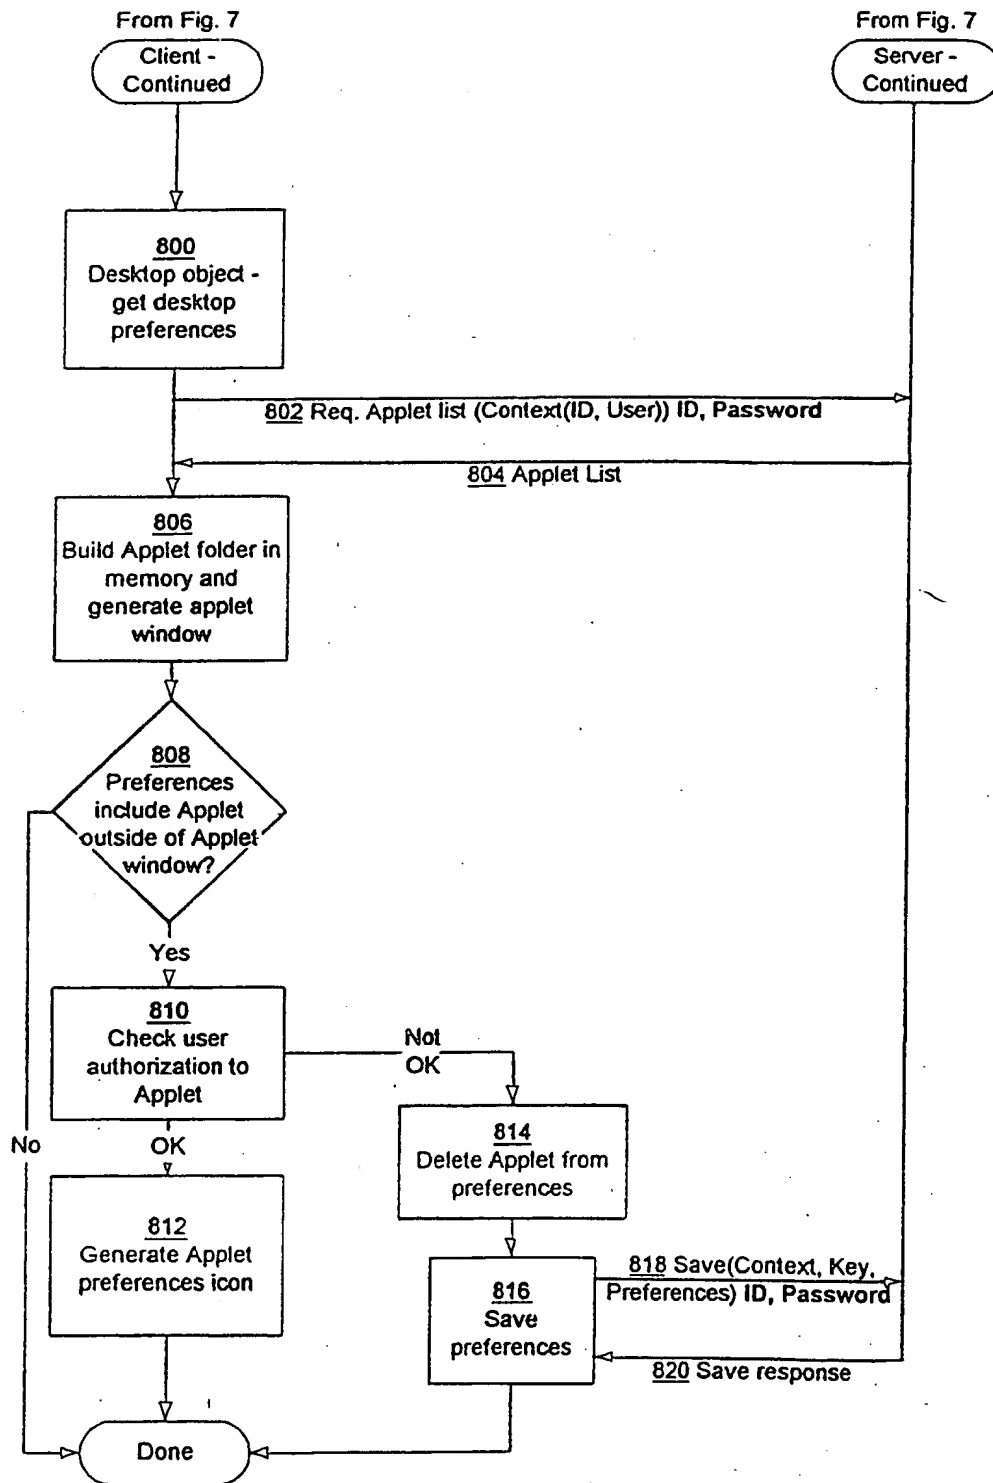 From Fig. 7
From Fig. 7
Client -
Continued
Server -
Continued
800
Desktop object -
get desktop
preferences
802 Req. Applet list (Context(ID, User)) ID, Password
804 Applet List
806
Build Applet folder in
memory and
generate applet
window
808
Preferences
include Applet
outside of Applet
window?
Yes
810
Check user
authorization to
Applet
Not
OK
No
OK
814
Delete Applet from
preferences
812
Generate Applet
preferences icon
818 Save(Context, Key,
Preferences) ID, Password
816
Save
preferences
820 Save response
Done